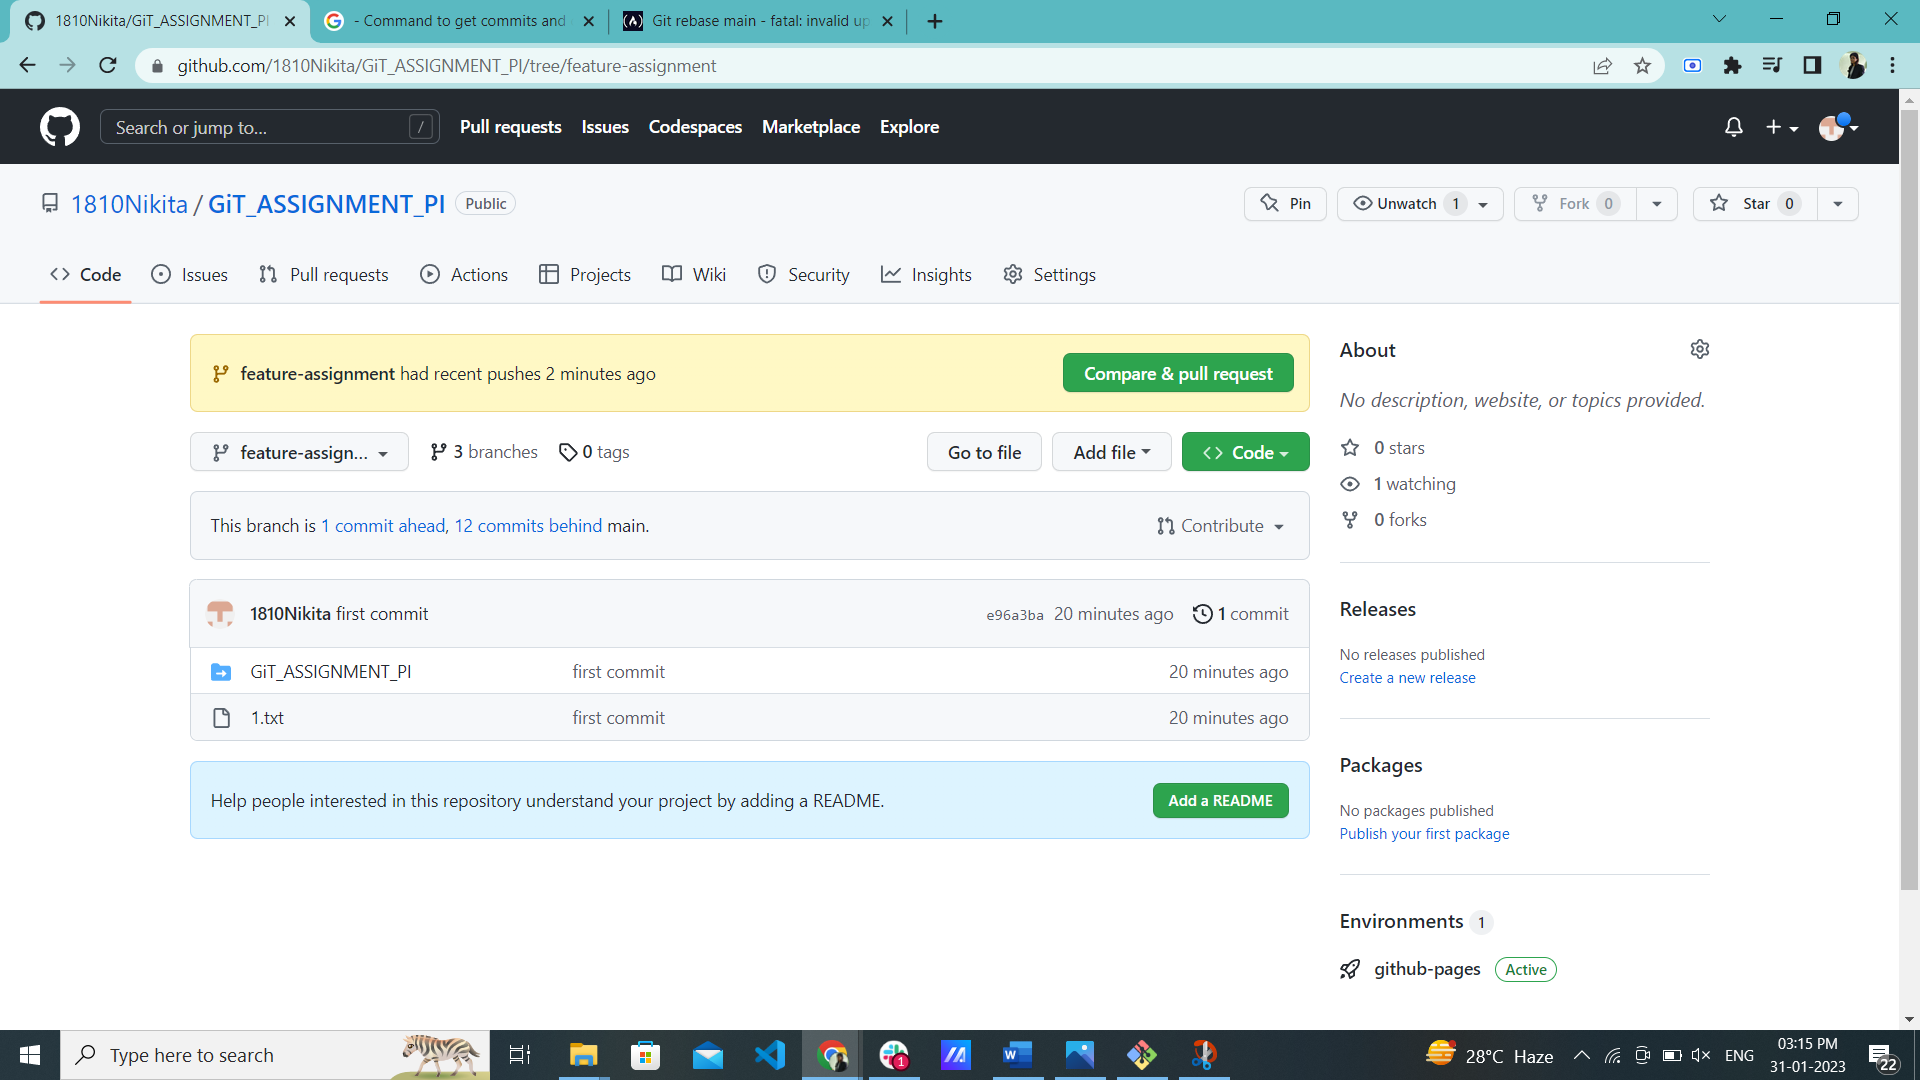 1810Nikita/GiT_ASSIGNMENT_PI
- Command to get commits and
Git rebase main - fatal: invalid up
github.com/1810Nikita/GiT_ASSIGNMENT_PI/tree/feature-assignment
Search or jump to...
/
Pull requests
Issues
Codespaces
Marketplace
Explore
1810Nikita / GiT_ASSIGNMENT_PI
Public
Pin
Unwatch 1
Fork 0
Star 0
Code
Issues
Pull requests
Actions
Projects
Wiki
Security
Insights
Settings
feature-assignment had recent pushes 2 minutes ago
Compare & pull request
feature-assign...
3 branches
0 tags
Go to file
Add file
Code
This branch is 1 commit ahead, 12 commits behind main.
Contribute
1810Nikita first commit
e96a3ba 20 minutes ago
1 commit
GiT_ASSIGNMENT_PI
first commit
20 minutes ago
1.txt
first commit
20 minutes ago
Help people interested in this repository understand your project by adding a README.
Add a README
About
No description, website, or topics provided.
0 stars
1 watching
0 forks
Releases
No releases published
Create a new release
Packages
No packages published
Publish your first package
Environments 1
github-pages
Active
Type here to search
1
28°C Haze
ENG
03:15 PM
31-01-2023
22